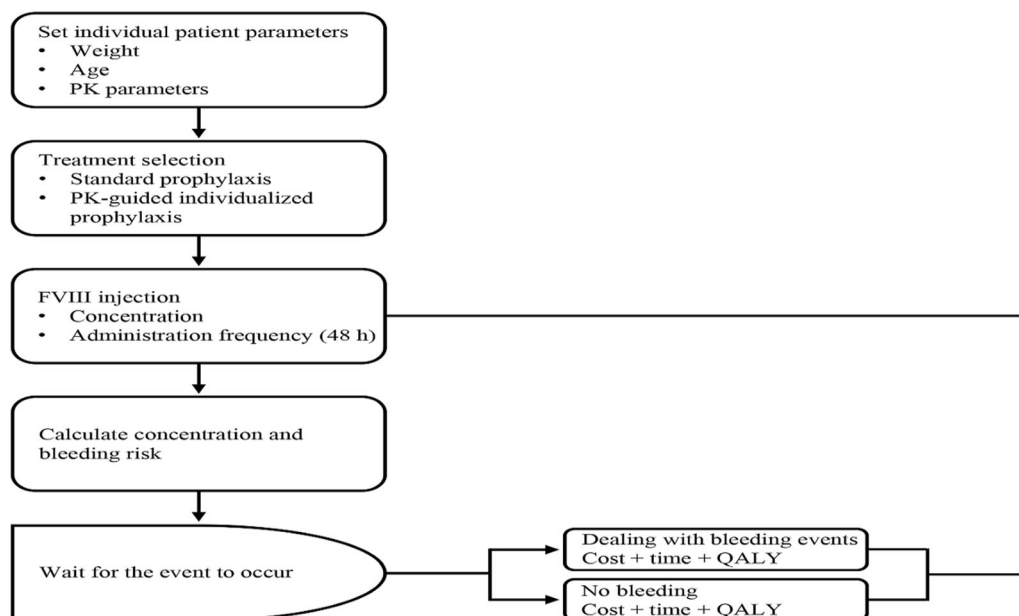 Set individual patient parameters
• Weight
• Age
• PK parameters
Treatment selection
• Standard prophylaxis
• PK-guided individualized
prophylaxis
FVIII injection
• Concentration
• Administration frequency (48 h)
Calculate concentration and
bleeding risk
Wait for the event to occur
Dealing with bleeding events
Cost + time + QALY
No bleeding
Cost + time + QALY